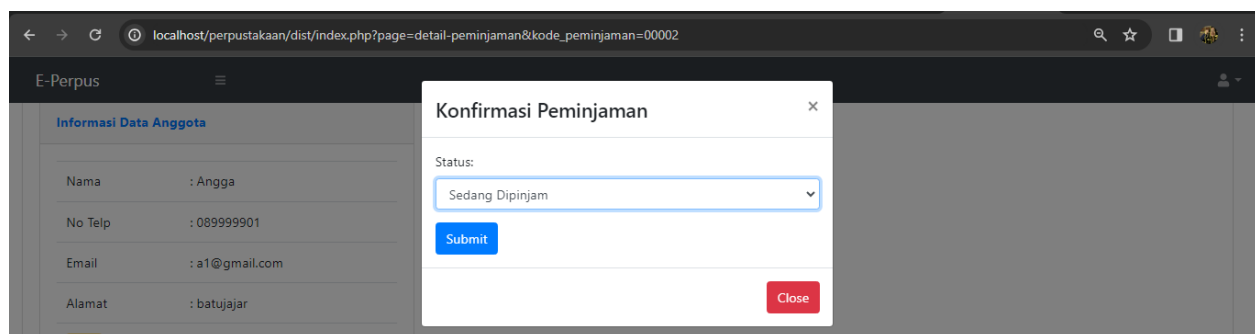 localhost/perpustakaan/dist/index.php?page=detail-peminjaman&kode_peminjaman=00002
E-Perpus
Konfirmasi Peminjaman ×
Informasi Data Anggota
Status:
Nama : Angga
Sedang Dipinjam
No Telp : 089999901
Submit
Email : a1@gmail.com
Alamat : batujajar
Close